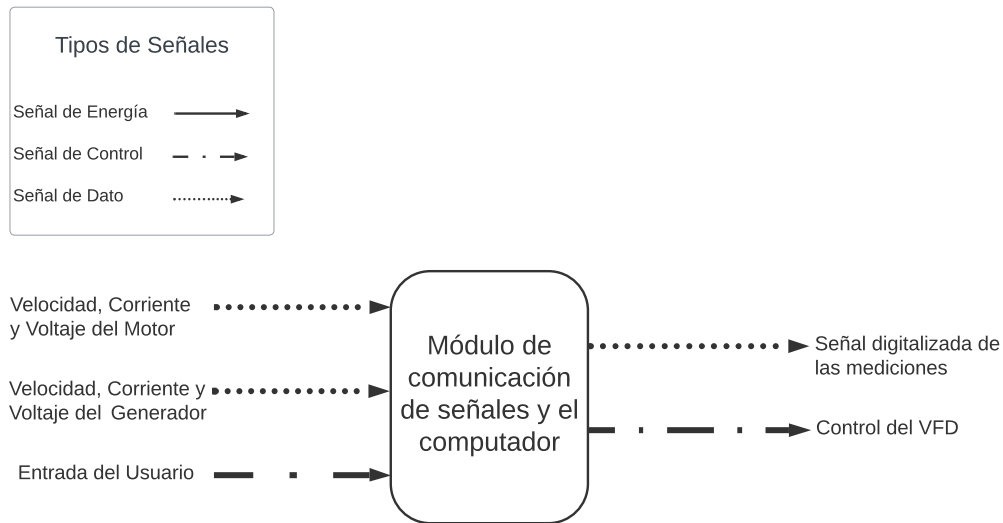 Tipos de Señales
Señal de Energía
Señal de Control
Señal de Dato
Velocidad, Corriente
y Voltaje del Motor
Velocidad, Corriente y
Voltaje del Generador
Entrada del Usuario
Módulo de
comunicación
de señales y el
computador
Señal digitalizada de
las mediciones
Control del VFD